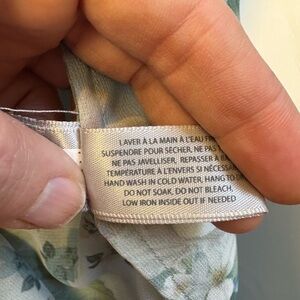 LAVER À LA MAIN À L'EAU
SUSPENDRE POUR SÉCHER, NE PAS
NE PAS JAVELLISER, REPASSER À
TEMPÉRATURE À L'ENVERS SI NÉCESSAIRE
HAND WASH IN COLD WATER, HANG TO
DO NOT SOAK, DO NOT BLEACH,
LOW IRON INSIDE OUT IF NEEDED